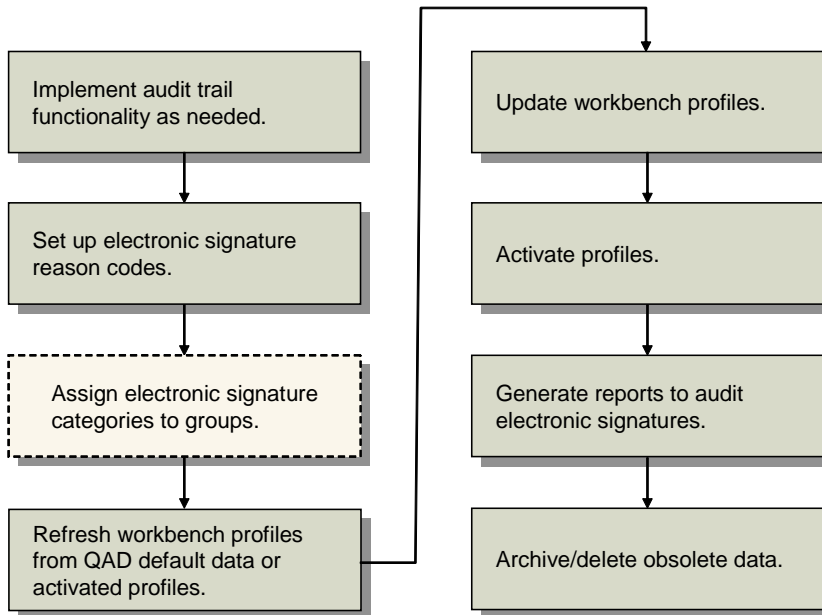 Implement audit trail
functionality as needed.
Set up electronic signature
reason codes.
Assign electronic signature
categories to groups.
Refresh workbench profiles
from QAD default data or
activated profiles.
Update workbench profiles.
Activate profiles.
Generate reports to audit
electronic signatures.
Archive/delete obsolete data.